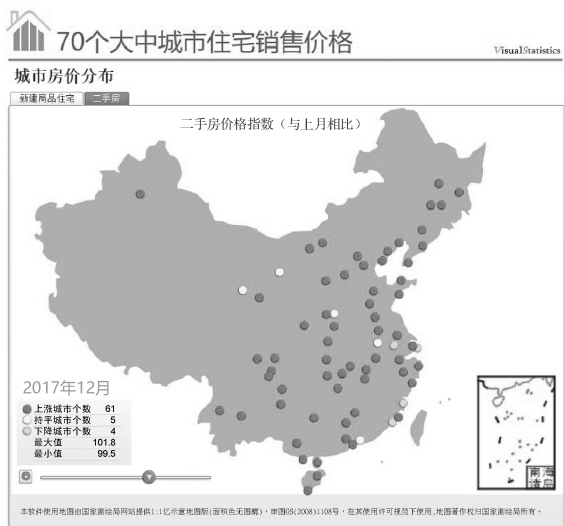 70个大中城市住宅销售价格
VisualStatistics
城市房价分布
新建商品住宅 二手房
二手房价格指数（与上月相比）
2017年12月
上涨城市个数 61
持平城市个数 5
下降城市个数 4
最大值 101.8
最小值 99.5
南海
诸岛
本软件使用地图由国家测绘局网站提供1:1亿示意地图版(面积色无图廓)，审图GS(2008)1108号，在其使用许可规范下使用，地图著作权归国家测绘局所有。